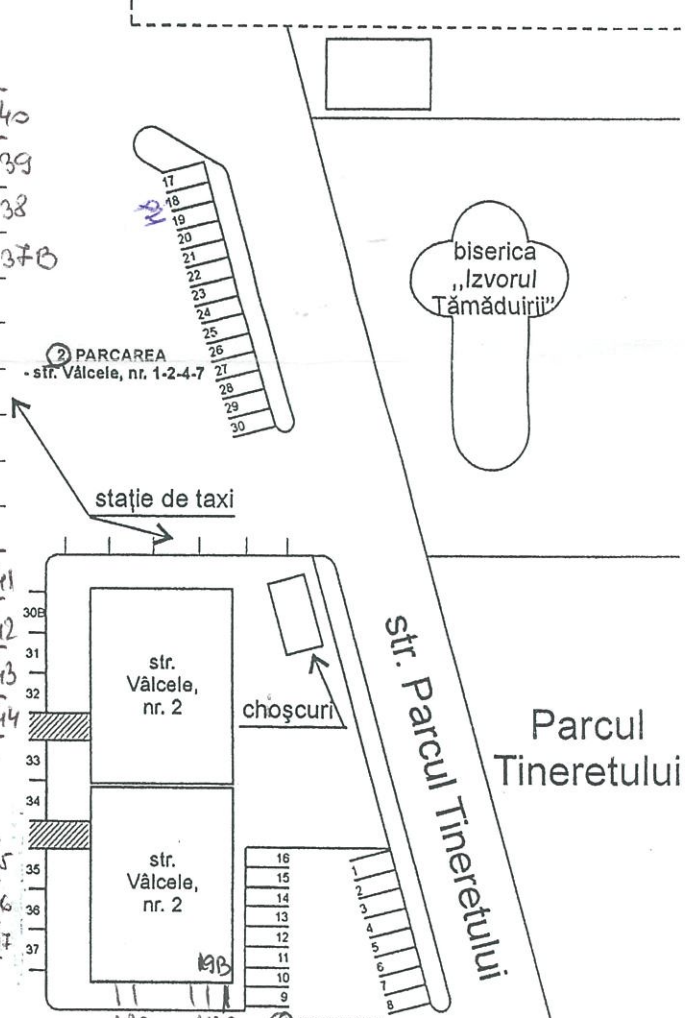 40
39
38
37B
17
18
19
20
21
22
23
24
25
26
27
28
29
30
biserica
,,Izvorul
Tămăduirii"
② PARCAREA
- str. Vâlcele, nr. 1-2-4-7
stație de taxi
30B
31
32
33
34
35
36
37
str.
Vâlcele,
nr. 2
choşcuri
str. Parcul Tineretului
Parcul
Tineretului
str.
Vâlcele,
nr. 2
19B
16
15
14
13
12
11
10
9
1
2
3
4
5
6
7
8